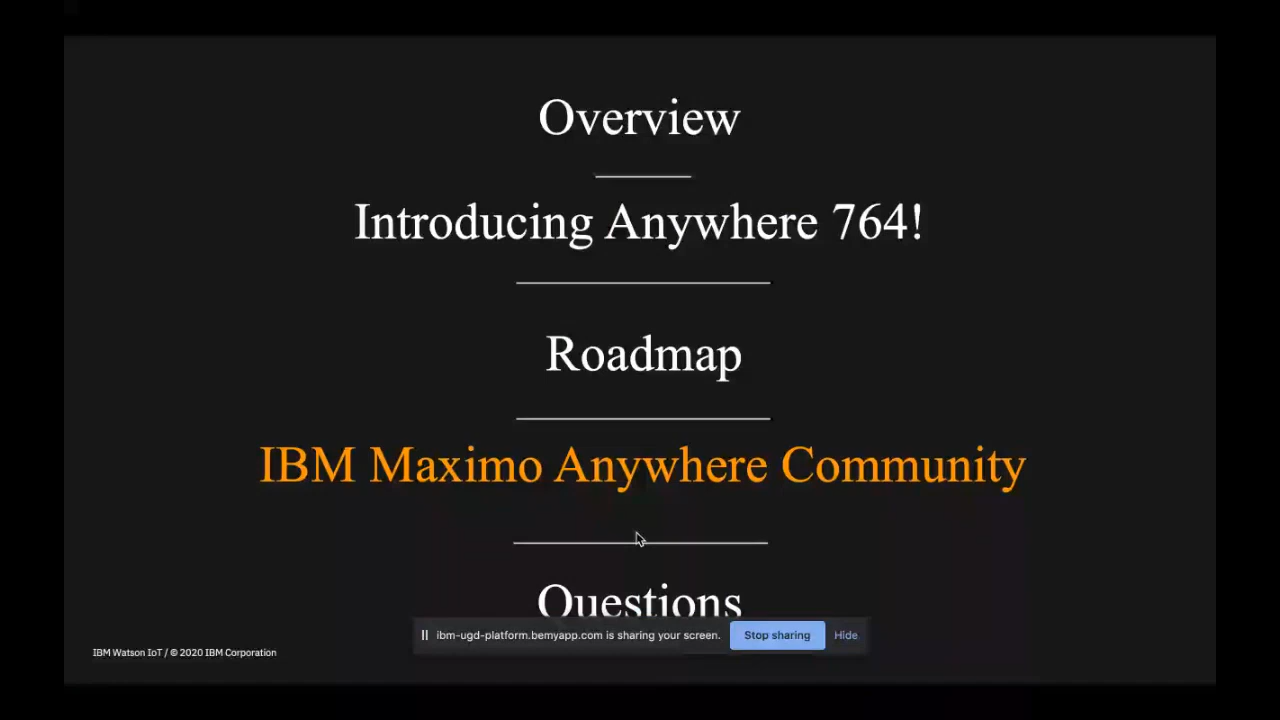 Overview
Introducing Anywhere 764!
Roadmap
IBM Maximo Anywhere Community
Questions
ibm-ugd-platform.bemyapp.com is sharing your screen. Stop sharing Hide
IBM Watson IoT / © 2020 IBM Corporation